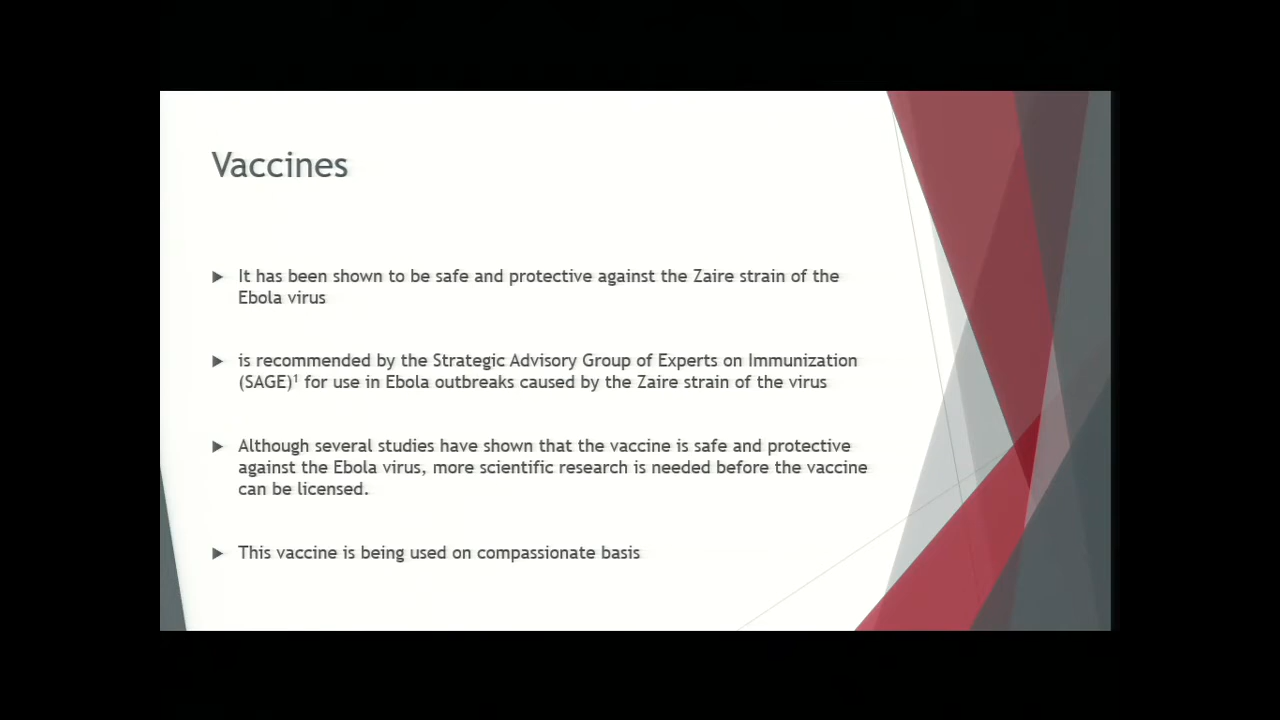 Vaccines
It has been shown to be safe and protective against the Zaire strain of the
Ebola virus
is recommended by the Strategic Advisory Group of Experts on Immunization
(SAGE)¹ for use in Ebola outbreaks caused by the Zaire strain of the virus
Although several studies have shown that the vaccine is safe and protective
against the Ebola virus, more scientific research is needed before the vaccine
can be licensed.
This vaccine is being used on compassionate basis